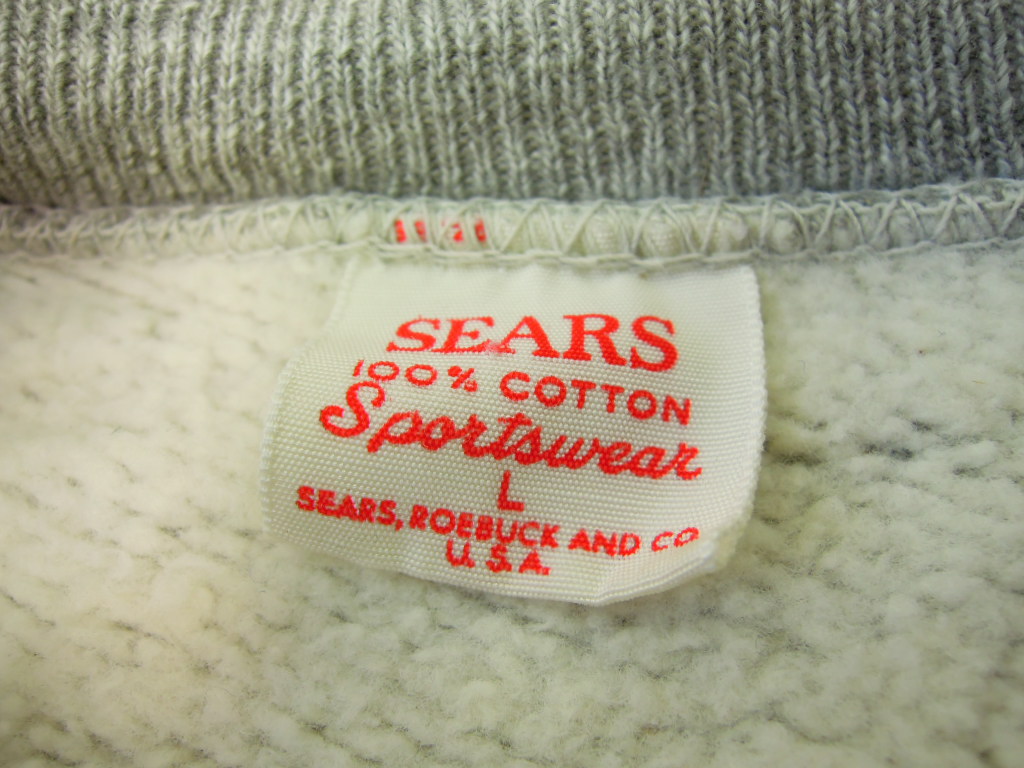 SEARS
100% COTTON
Sportswear
L
SEARS, ROEBUCK AND CO
U.S.A.